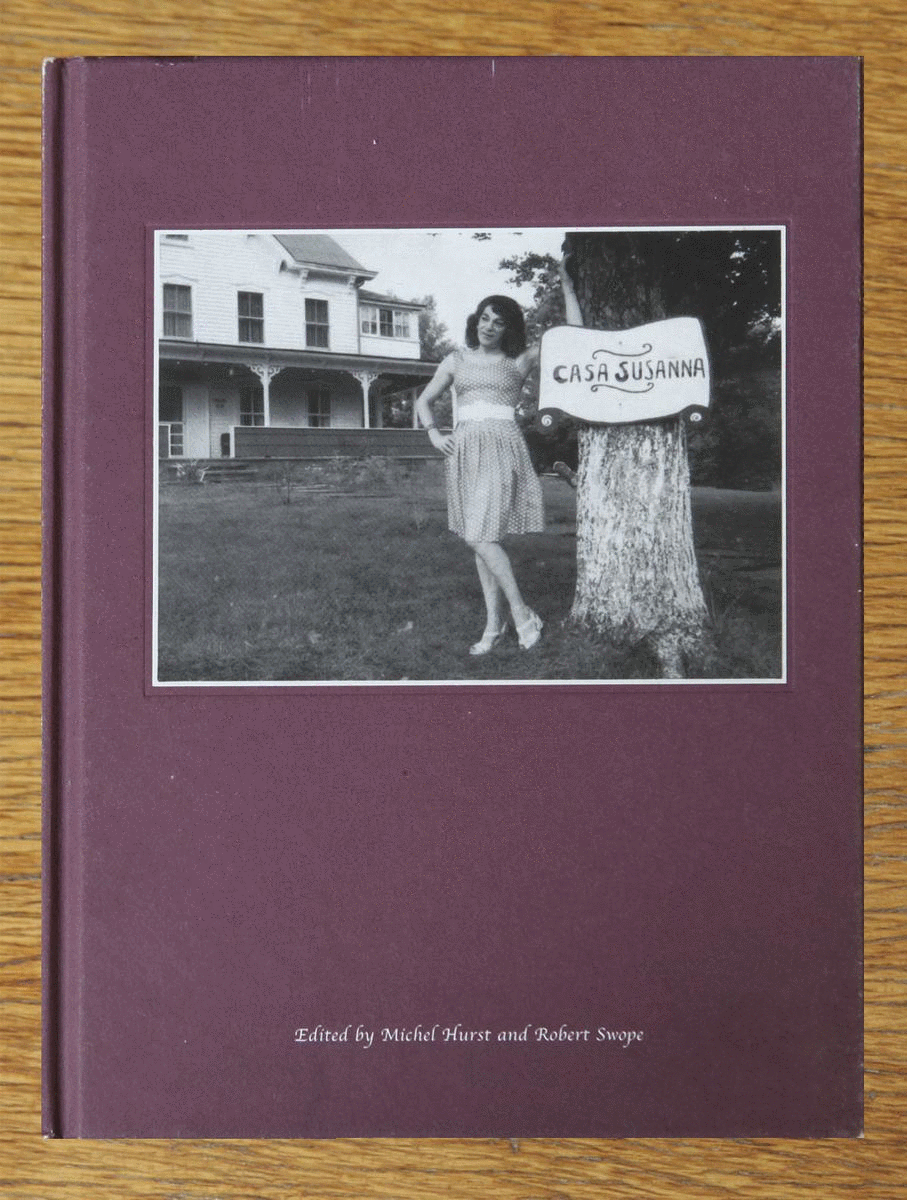 CASA SUSANNA
Edited by Michel Hurst and Robert Swope